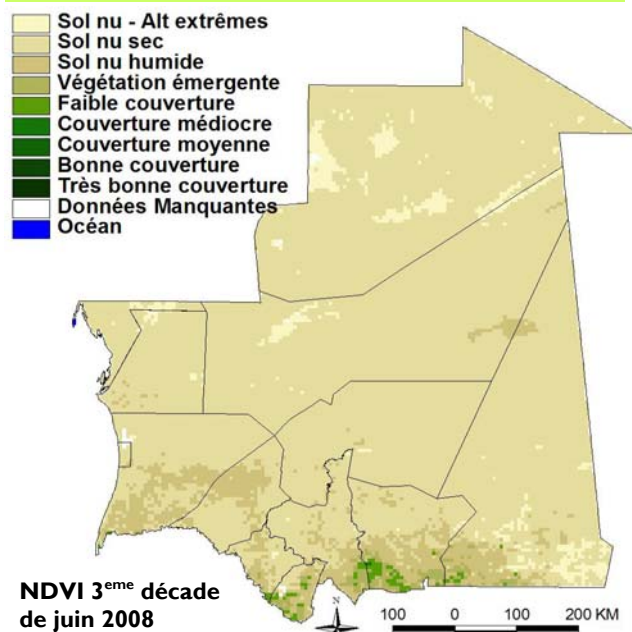 Sol nu - Alt extrêmes
Sol nu sec
Sol nu humide
Végétation émergente
Faible couverture
Couverture médiocre
Couverture moyenne
Bonne couverture
Très bonne couverture
Données Manquantes
Océan
NDVI 3eme décade
de juin 2008
N
100 0 100 200 KM